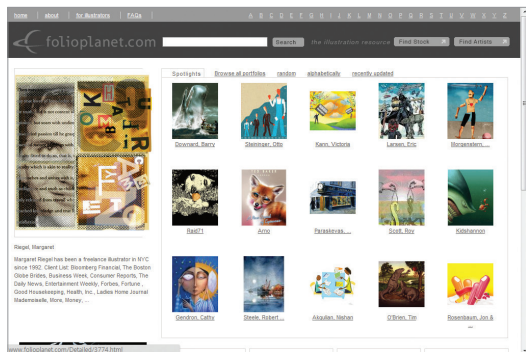 home | about | for illustrators | FAQs |
A B C D E F G H I J K L M N O P Q R S T U V W X Y Z
folioplanet.com
Search
the illustration resource
Find Stock
Find Artists
Spotlights
Browse all portfolios
random
alphabetically
recently updated
Downard, Barry
Steininger, Otto
Kann, Victoria
Larsen, Eric
Morgenstern, ...
Raid71
Arno
Paraskevas, ...
Scott, Roy
Kidshannon
Gendron, Cathy
Steele, Robert ...
Akgulian, Nishan
O'Brien, Tim
Rosenbaum, Jon &
...
Riegel, Margaret
Margaret Riegel has been a freelance illustrator in NYC
since 1992. Client List: Bloomberg Financial, The Boston
Globe Brides, Business Week, Consumer Reports, The
Daily News, Entertainment Weekly, Forbes, Fortune,,
Good Housekeeping, Health, Inc., Ladies Home Journal
Mademoiselle, More, Money, ...
www.folioplanet.com/Detailed/3774.html